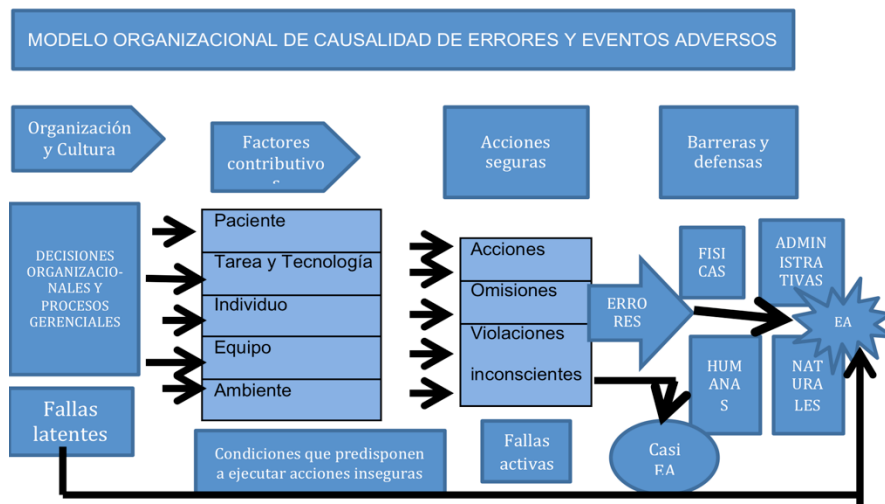 MODELO ORGANIZACIONAL DE CAUSALIDAD DE ERRORES Y EVENTOS ADVERSOS
Organización
y Cultura
Factores
contributivo
s
Acciones
seguras
Barreras y
defensas
DECISIONES
ORGANIZACIO-
NALES Y
PROCESOS
GERENCIALES
Paciente
Tarea y Tecnología
Individuo
Equipo
Ambiente
Acciones
Omisiones
Violaciones
inconscientes
ERRO
RES
FISI
CAS
ADMIN
ISTRA
TIVAS
EA
HUM
ANA
S
NAT
URA
LES
Fallas
latentes
Condiciones que predisponen
a ejecutar acciones inseguras
Fallas
activas
Casi
EA